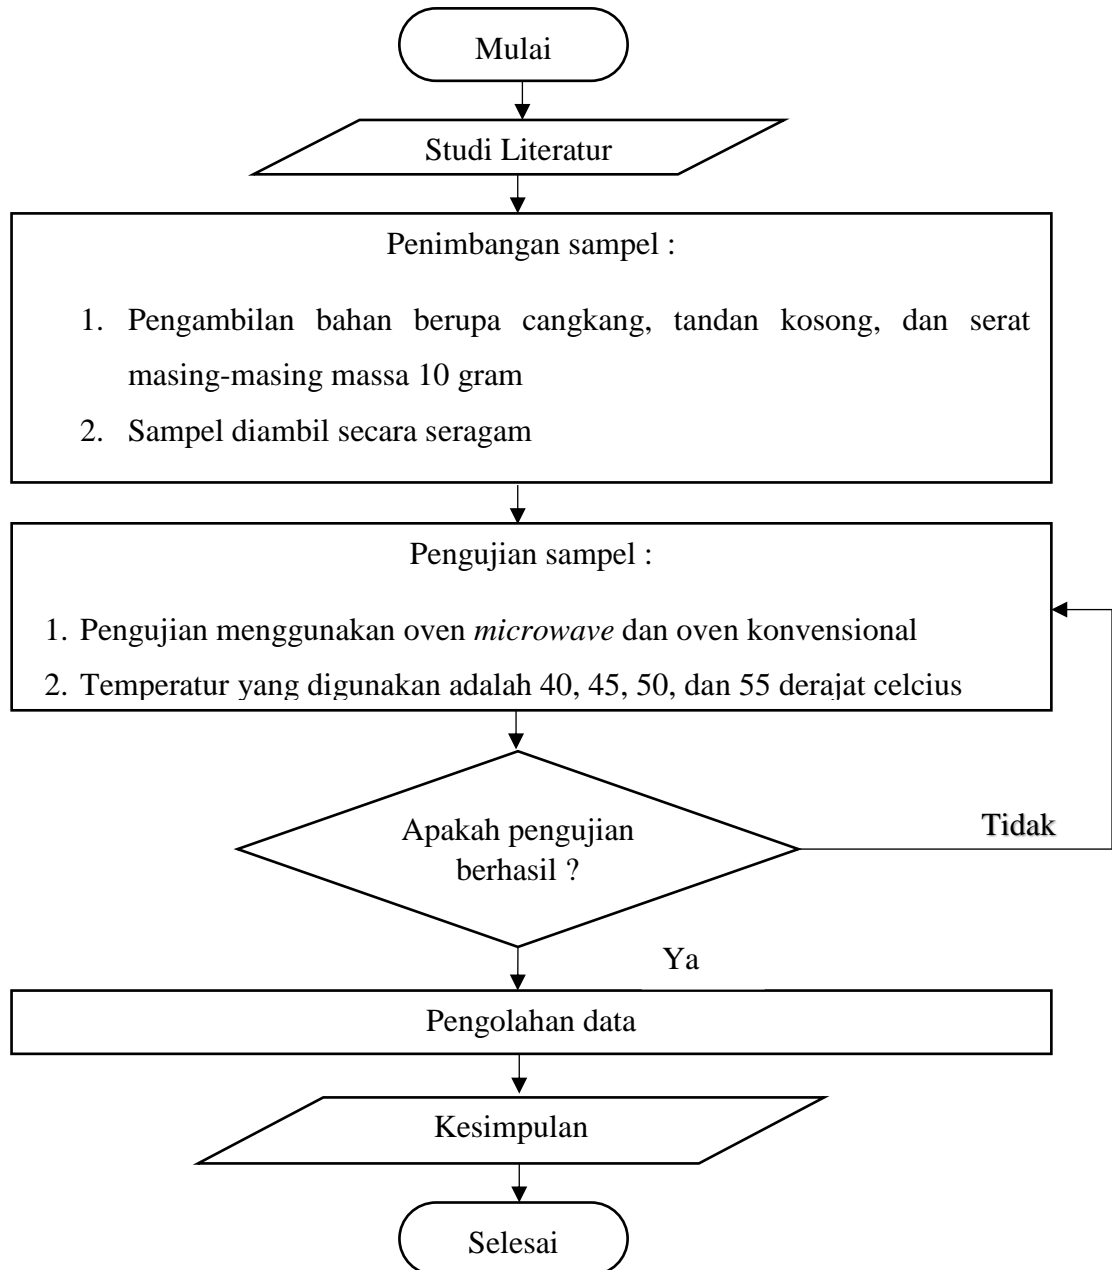 Mulai
Studi Literatur
Penimbangan sampel :
1. Pengambilan bahan berupa cangkang, tandan kosong, dan serat
masing-masing massa 10 gram
2. Sampel diambil secara seragam
Pengujian sampel :
1. Pengujian menggunakan oven microwave dan oven konvensional
2. Temperatur yang digunakan adalah 40, 45, 50, dan 55 derajat celcius
Apakah pengujian
berhasil ?
Tidak
Ya
Pengolahan data
Kesimpulan
Selesai